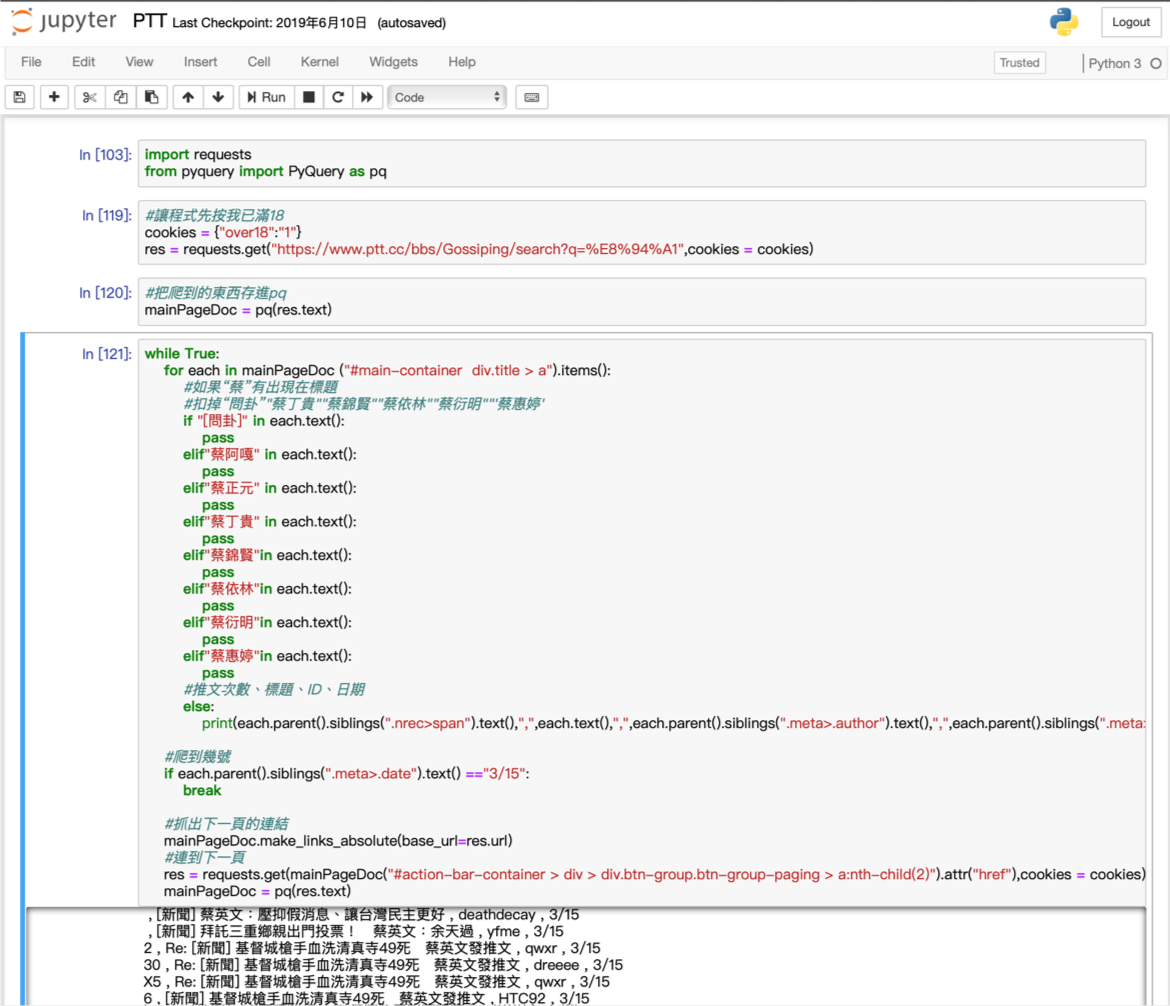 jupyter PTT Last Checkpoint: 2019年6月10日 (autosaved) Logout
File Edit View Insert Cell Kernel Widgets Help Trusted Python 3
Run Code
In [103]: import requests
from pyquery import PyQuery as pq
In [119]: #讓程式先按我已滿18
cookies = {"over18":"1"}
res = requests.get("https://www.ptt.cc/bbs/Gossiping/search?q=%E8%94%A1",cookies = cookies)
In [120]: #把爬到的東西存進pq
mainPageDoc = pq(res.text)
In [121]: while True:
for each in mainPageDoc ("#main-container  div.title > a").items():
#如果“蔡”有出現在標題
#扣掉“問卦”"蔡丁貴""蔡錦賢""蔡依林""蔡衍明"""蔡惠婷'
if "[問卦]" in each.text():
pass
elif"蔡阿嘎" in each.text():
pass
elif"蔡正元" in each.text():
pass
elif"蔡丁貴" in each.text():
pass
elif"蔡錦賢"in each.text():
pass
elif"蔡依林"in each.text():
pass
elif"蔡衍明"in each.text():
pass
elif"蔡惠婷"in each.text():
pass
#推文次數、標題、ID、日期
else:
print(each.parent().siblings(".nrec>span").text(),",",each.text(),",",each.parent().siblings(".meta>.author").text(),",",each.parent().siblings(".meta:
#爬到幾號
if each.parent().siblings(".meta>.date").text() =="3/15":
break
#抓出下一頁的連結
mainPageDoc.make_links_absolute(base_url=res.url)
#連到下一頁
res = requests.get(mainPageDoc("#action-bar-container > div > div.btn-group.btn-group-paging > a:nth-child(2)").attr("href"),cookies = cookies)
mainPageDoc = pq(res.text)
, [新聞] 蔡英文：壓抑假消息、讓台灣民主更好 , deathdecay , 3/15
, [新聞] 拜託三重鄉親出門投票！　蔡英文：余天過 , yfme , 3/15
2 , Re: [新聞] 基督城槍手血洗清真寺49死　蔡英文發推文 , qwxr , 3/15
30 , Re: [新聞] 基督城槍手血洗清真寺49死　蔡英文發推文 , dreeee , 3/15
X5 , Re: [新聞] 基督城槍手血洗清真寺49死　蔡英文發推文 , qwxr , 3/15
6 , [新聞] 基督城槍手血洗清真寺49死　蔡英文發推文 , HTC92 , 3/15